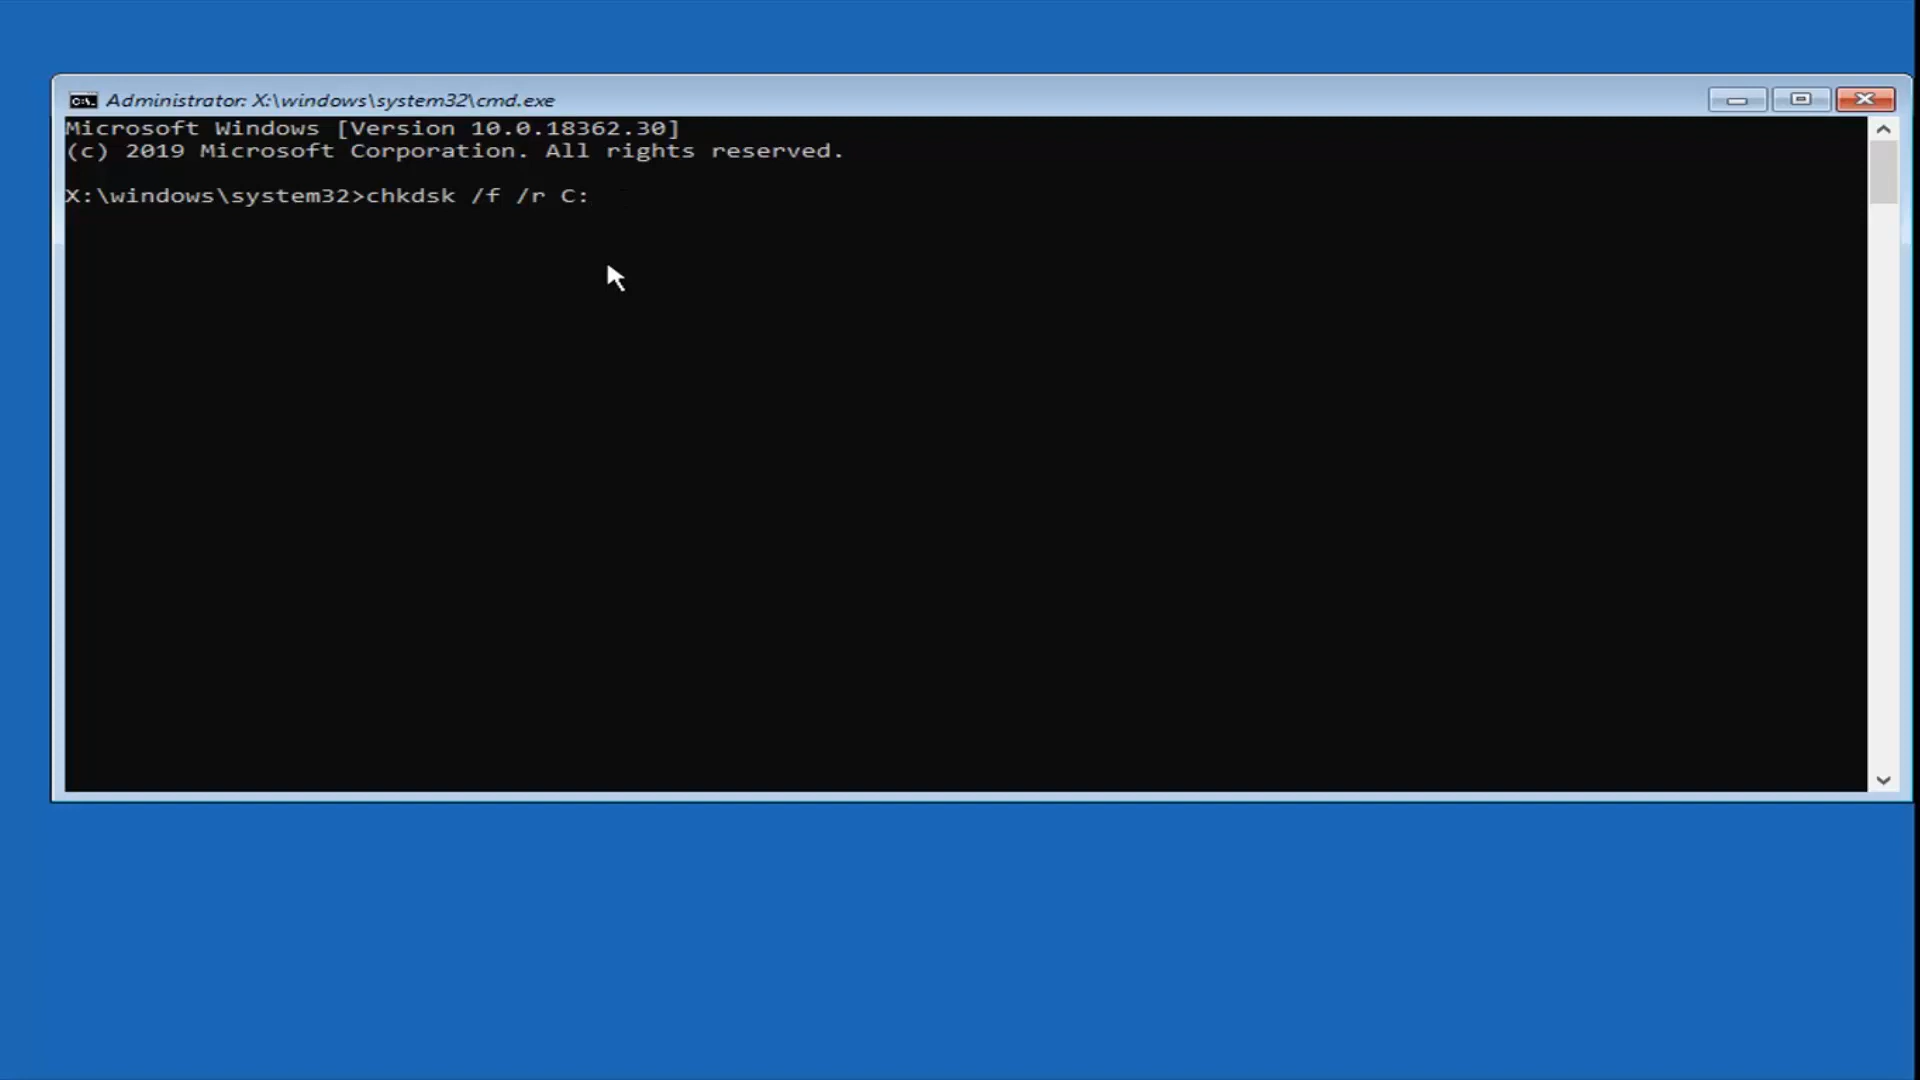 Administrator: X:\windows\system32\cmd.exe
Microsoft Windows [Version 10.0.18362.30]
(c) 2019 Microsoft Corporation. All rights reserved.
X:\windows\system32>chkdsk /f /r C: